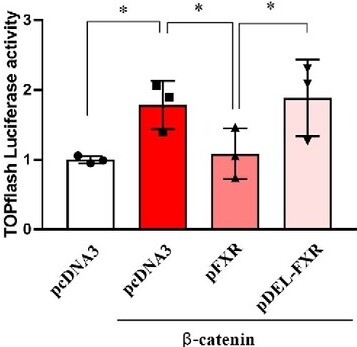 * * *
TOPflash Luciferase activity
3
2
1
0
pcDNA3
pcDNA3
pFXR
pDEL-FXR
β-catenin